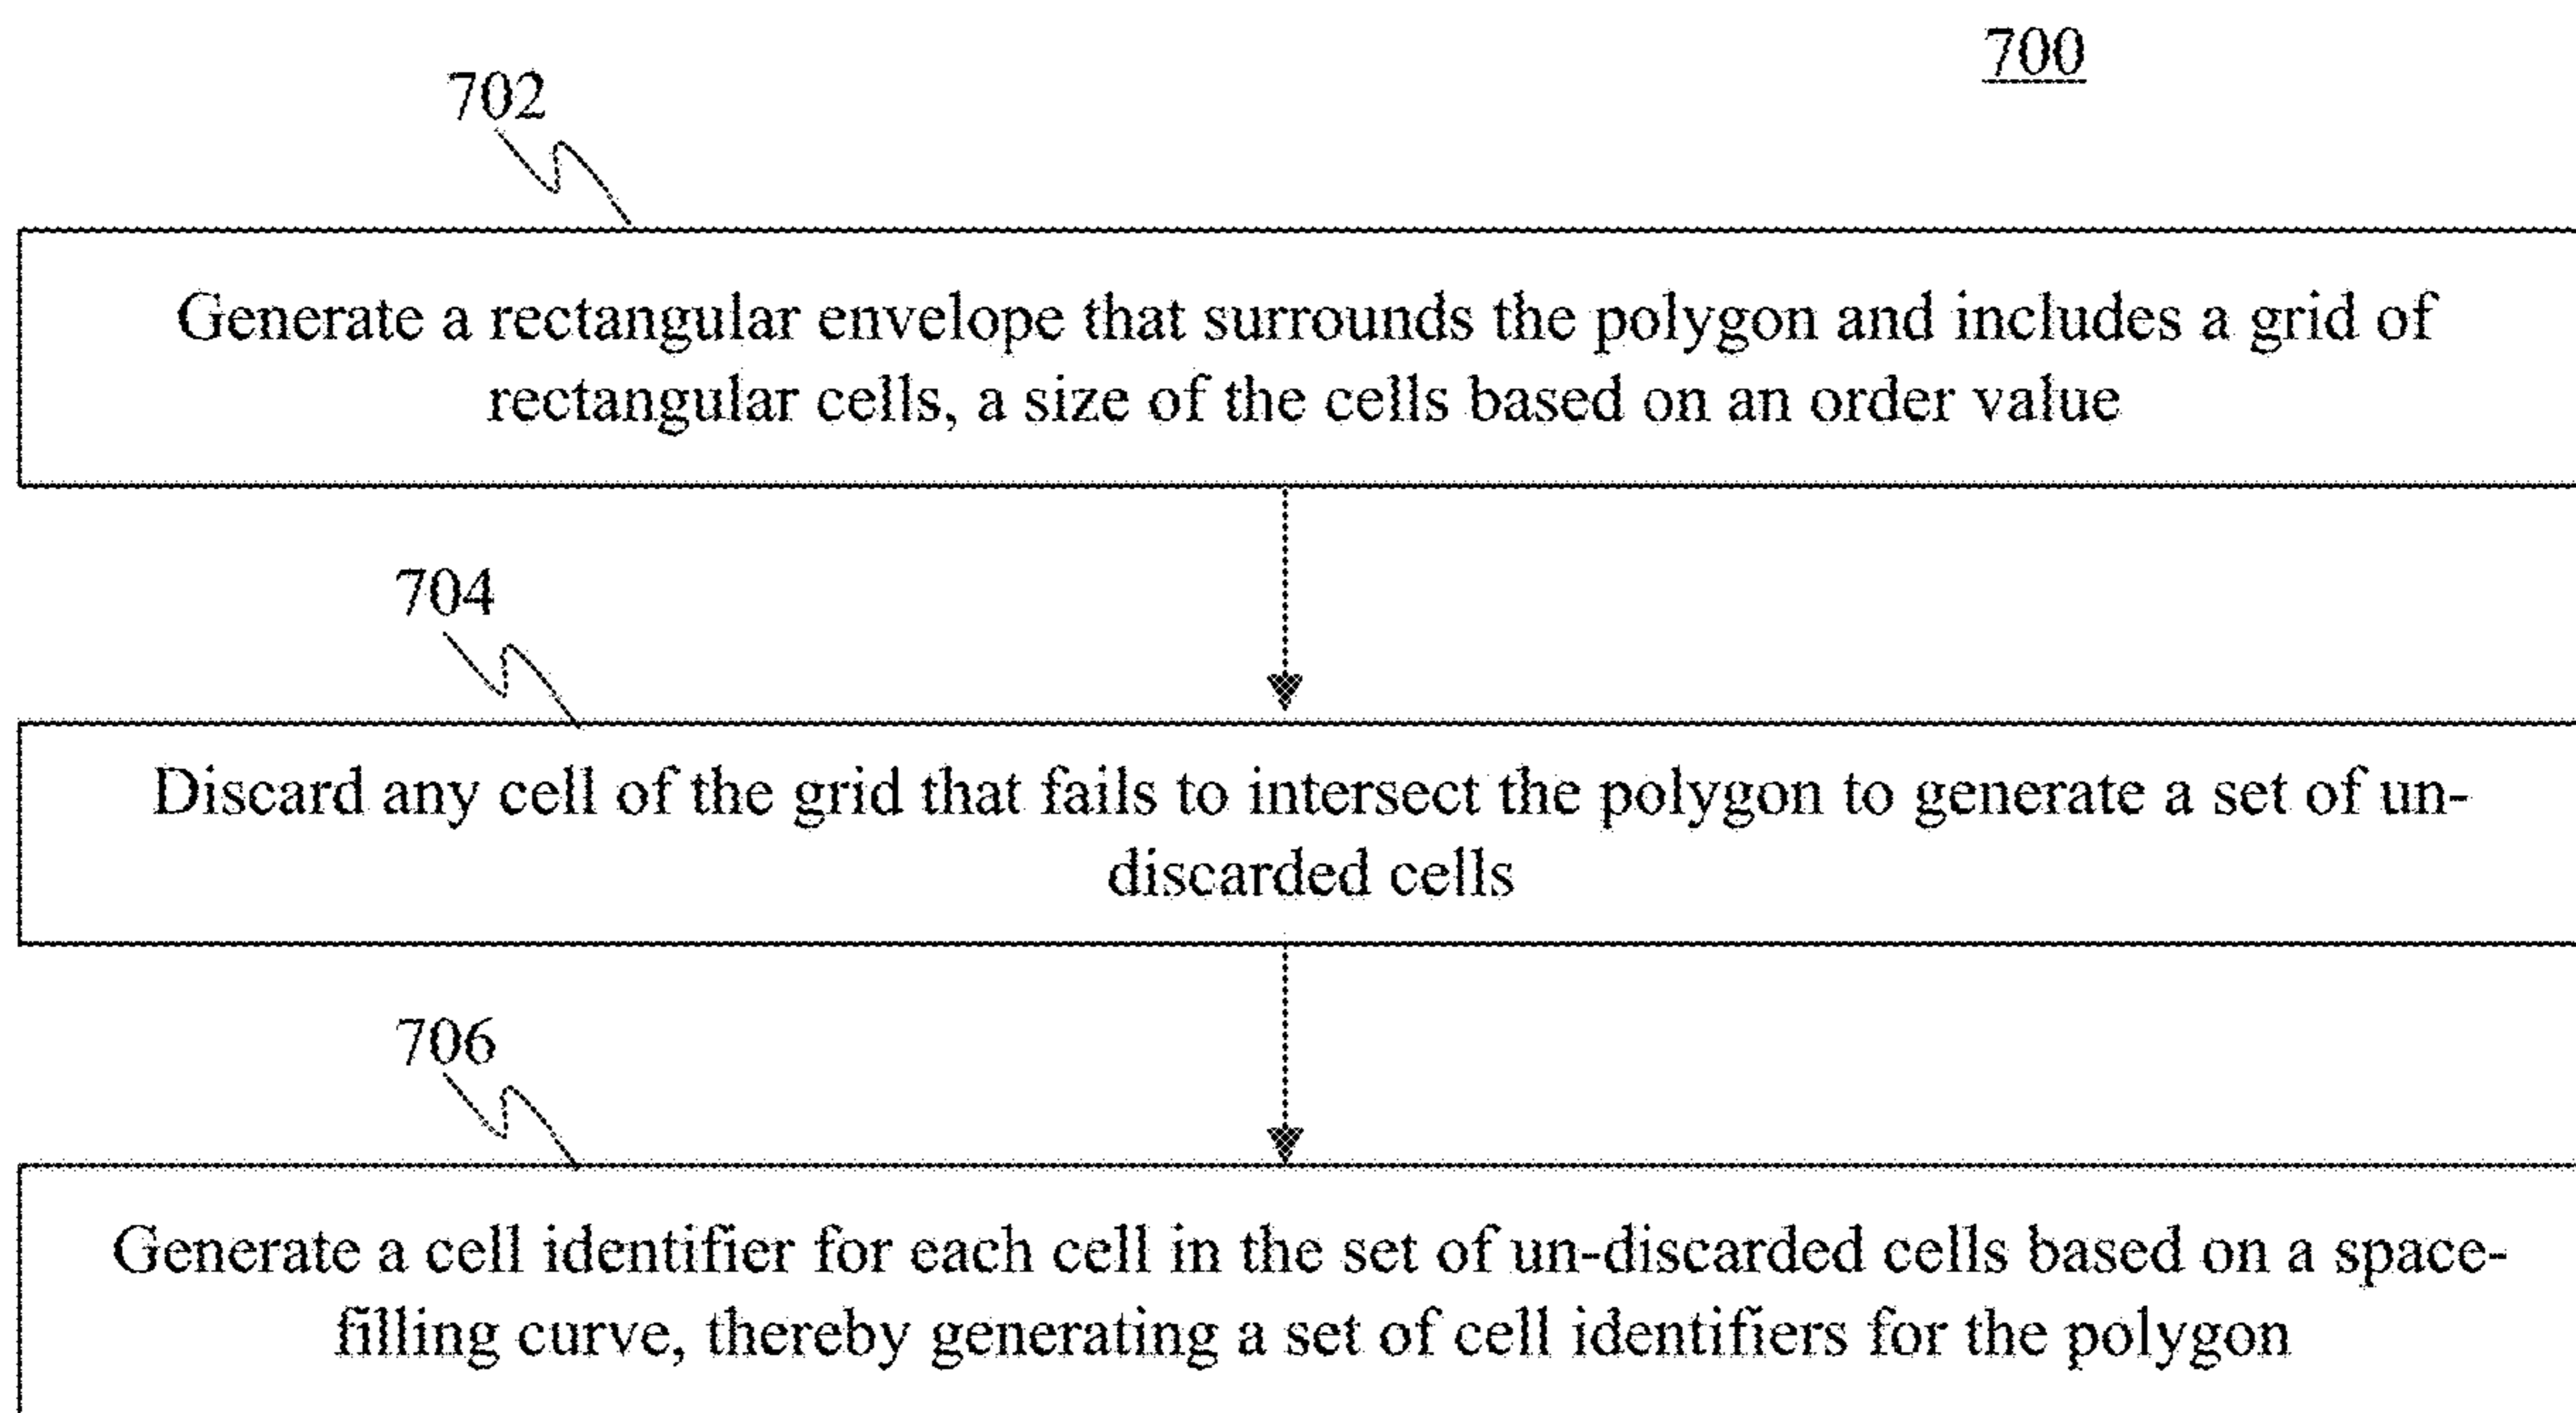 700
702
Generate a rectangular envelope that surrounds the polygon and includes a grid of
rectangular cells, a size of the cells based on an order value
704
Discard any cell of the grid that fails to intersect the polygon to generate a set of un-
discarded cells
706
Generate a cell identifier for each cell in the set of un-discarded cells based on a space-
filling curve, thereby generating a set of cell identifiers for the polygon